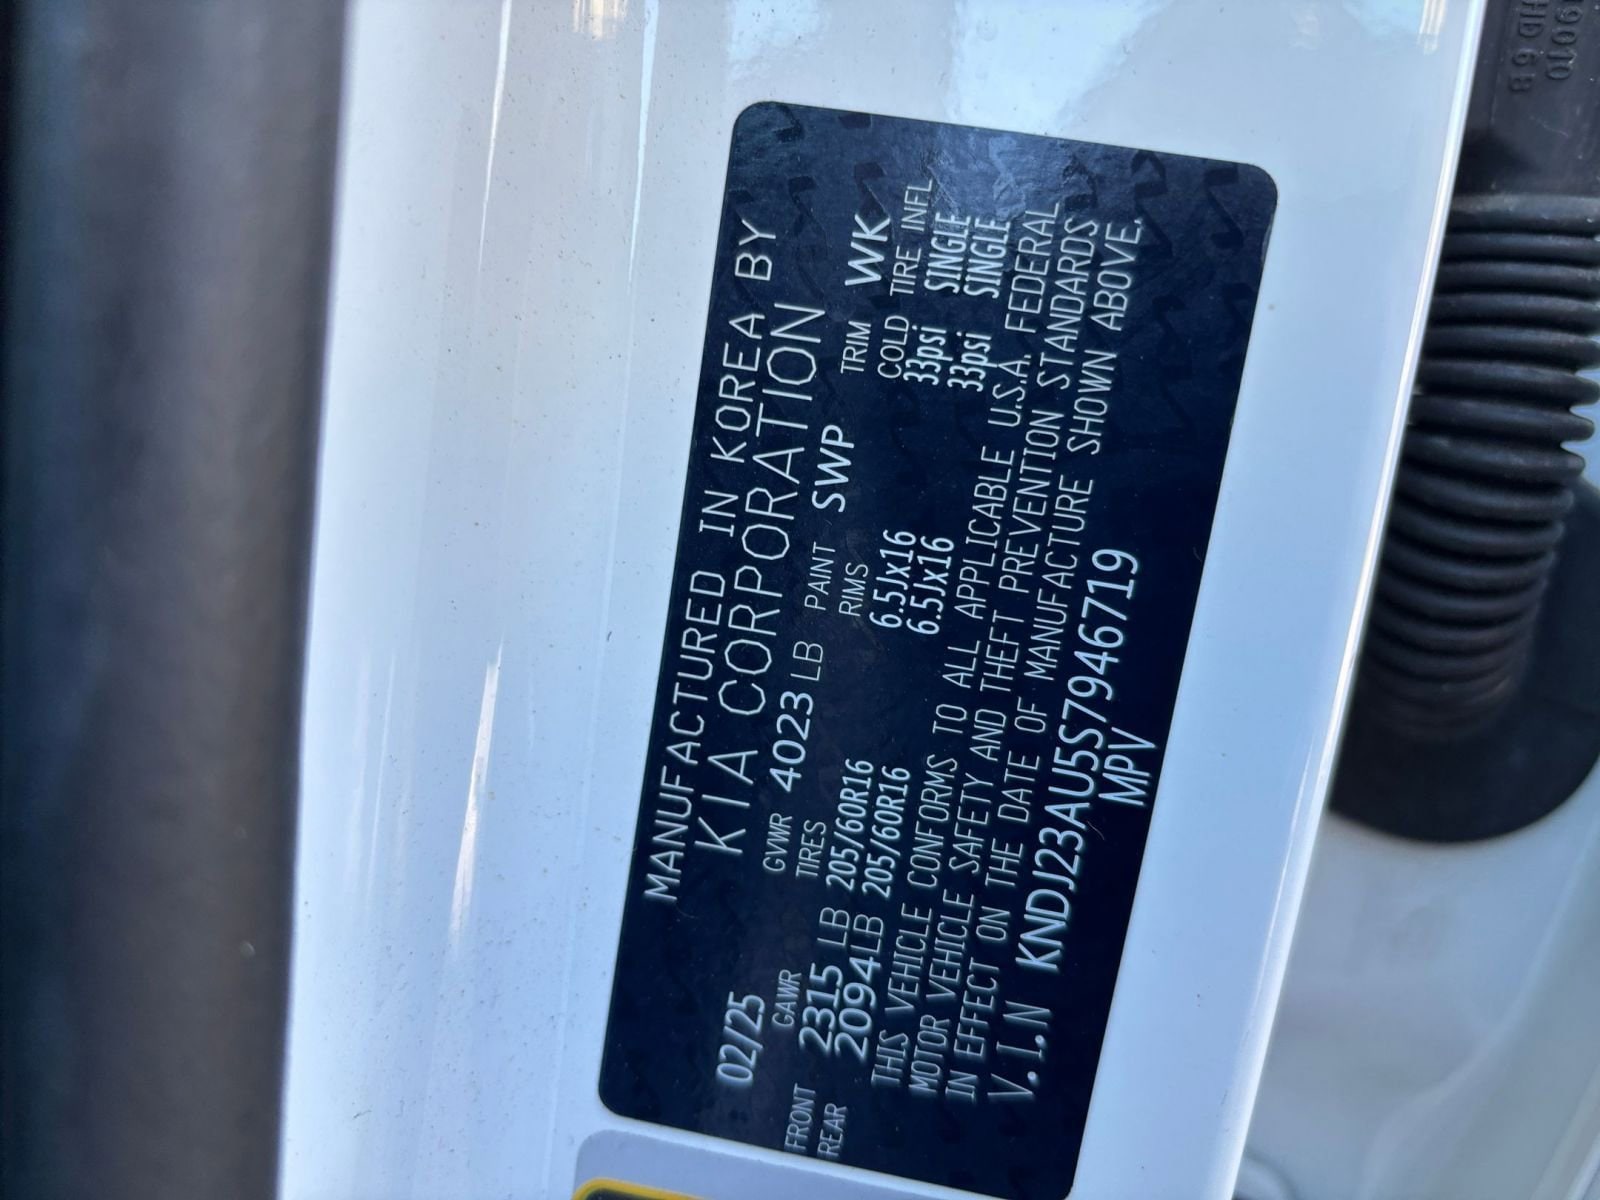 MANUFACTURED IN KOREA BY
02/25 KIA CORPORATION
GAWR GVWR 4023 LB PAINT SWP TRIM WK
FRONT 2315 LB TIRES 205/60R16 RIMS 6.5Jx16 COLD TIRE INFL 33psi SINGLE
REAR 2094LB 205/60R16 6.5Jx16 33psi SINGLE
THIS VEHICLE CONFORMS TO ALL APPLICABLE U.S.A. FEDERAL
MOTOR VEHICLE SAFETY AND THEFT PREVENTION STANDARDS
IN EFFECT ON THE DATE OF MANUFACTURE SHOWN ABOVE.
V.I.N KNDJ23AU5S7946719
MPV